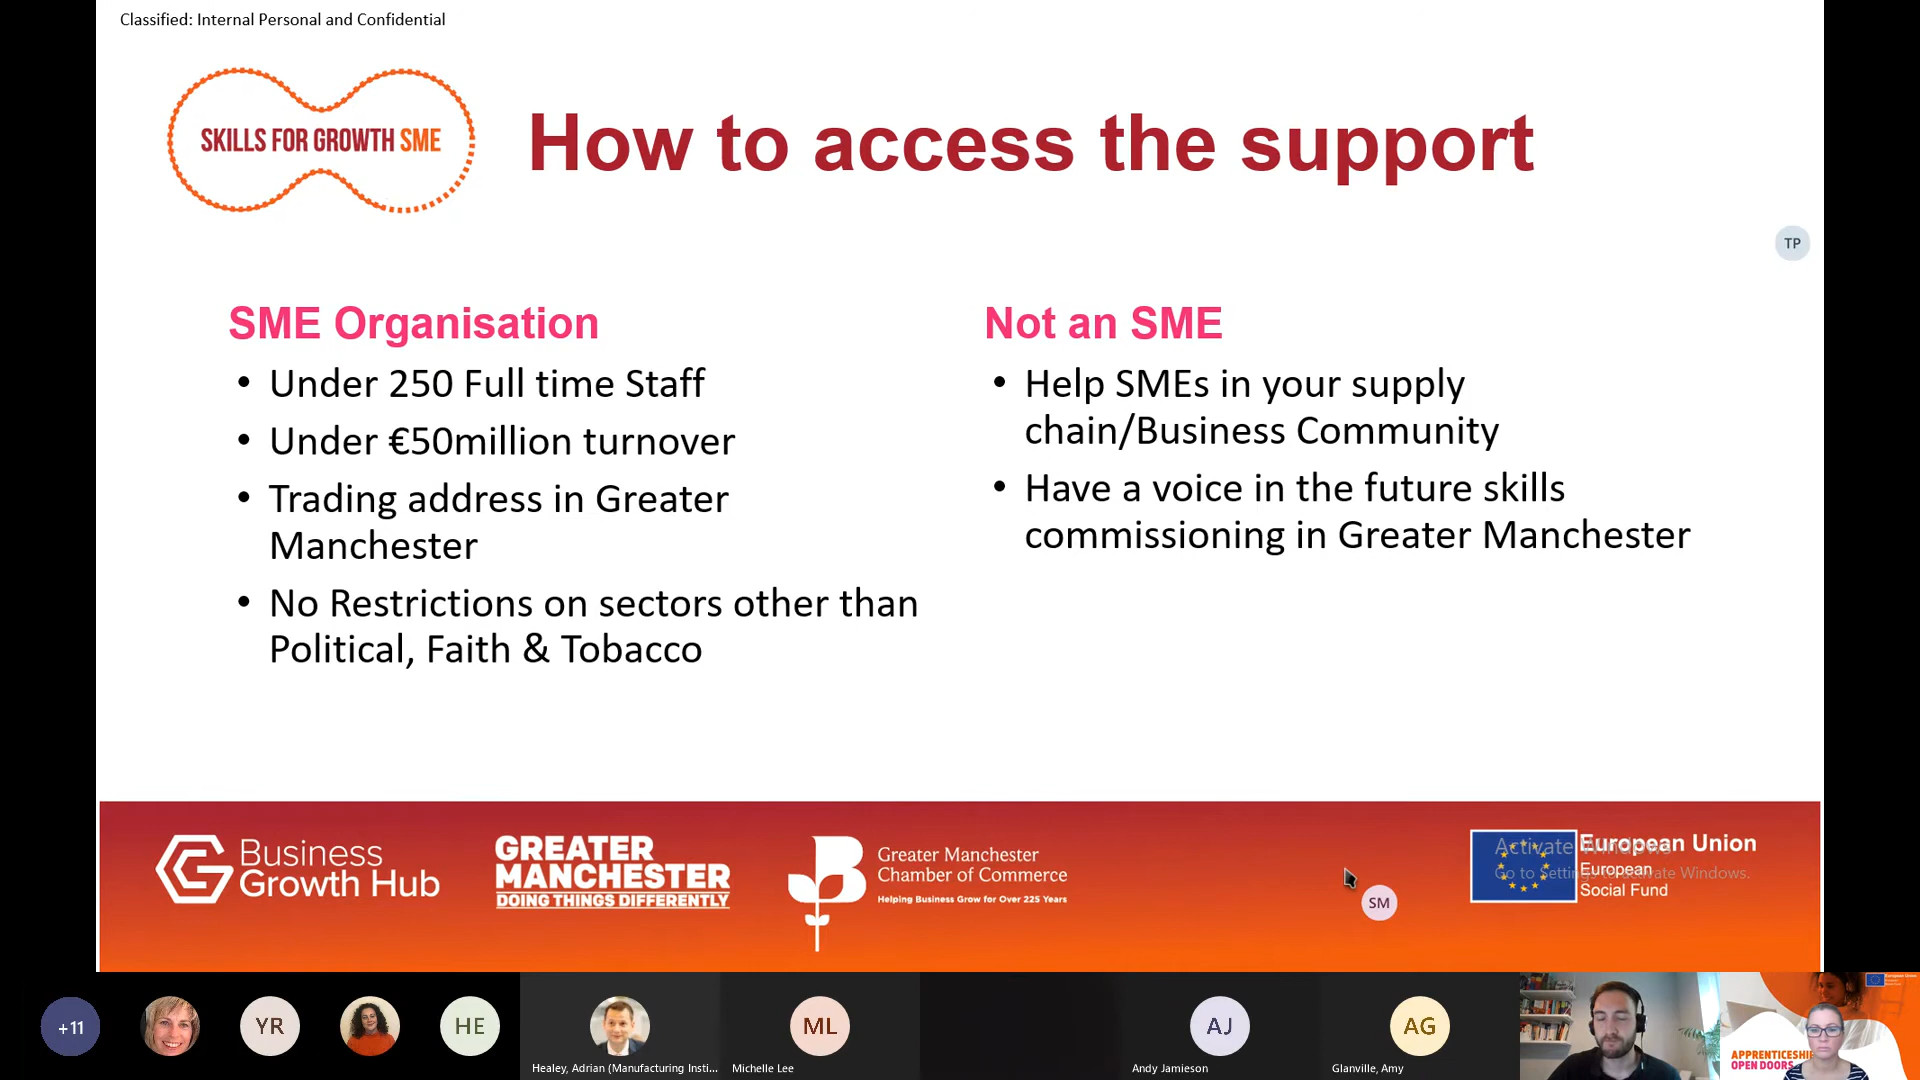 Classified: Internal Personal and Confidential
SKILLS FOR GROWTH SME
How to access the support
TP
SME Organisation
• Under 250 Full time Staff
• Under €50million turnover
• Trading address in Greater
Manchester
• No Restrictions on sectors other than
Political, Faith & Tobacco
Not an SME
• Help SMEs in your supply
chain/Business Community
• Have a voice in the future skills
commissioning in Greater Manchester
Business
Growth Hub
GREATER
MANCHESTER
DOING THINGS DIFFERENTLY
Greater Manchester
Chamber of Commerce
Helping Business Grow for Over 225 Years
SM
European Union
European
Social Fund
Activate Windows
Go to Settings to activate Windows.
+11
YR
HE
Healey, Adrian (Manufacturing Insti...
ML
Michelle Lee
AJ
Andy Jamieson
AG
Glanville, Amy
OPEN DOORS